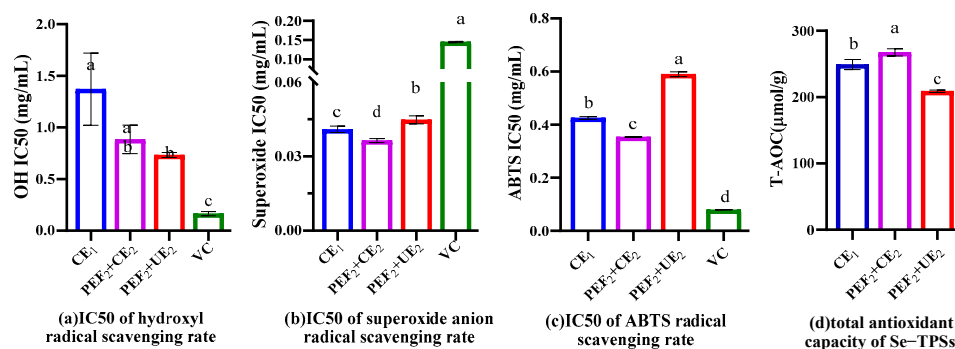 OH IC50 (mg/mL)
2.0
1.5
1.0
0.5
0.0
a
a
b
b
c
CE₁
PEF₂+CE₂
PEF₂+UE₂
VC
(a)IC50 of hydroxyl
radical scavenging rate
Superoxide IC50 (mg/mL)
0.15
0.10
0.06
0.03
0.00
c
d
b
a
CE₁
PEF₂+CE₂
PEF₂+UE₂
VC
(b)IC50 of superoxide anion
radical scavenging rate
ABTS IC50 (mg/mL)
0.8
0.6
0.4
0.2
0.0
b
c
a
d
CE₁
PEF₂+CE₂
PEF₂+UE₂
VC
(c)IC50 of ABTS radical
scavenging rate
T-AOC(μmol/g)
300
200
100
0
b
a
c
CE₁
PEF₂+CE₂
PEF₂+UE₂
(d)total antioxidant
capacity of Se−TPSs